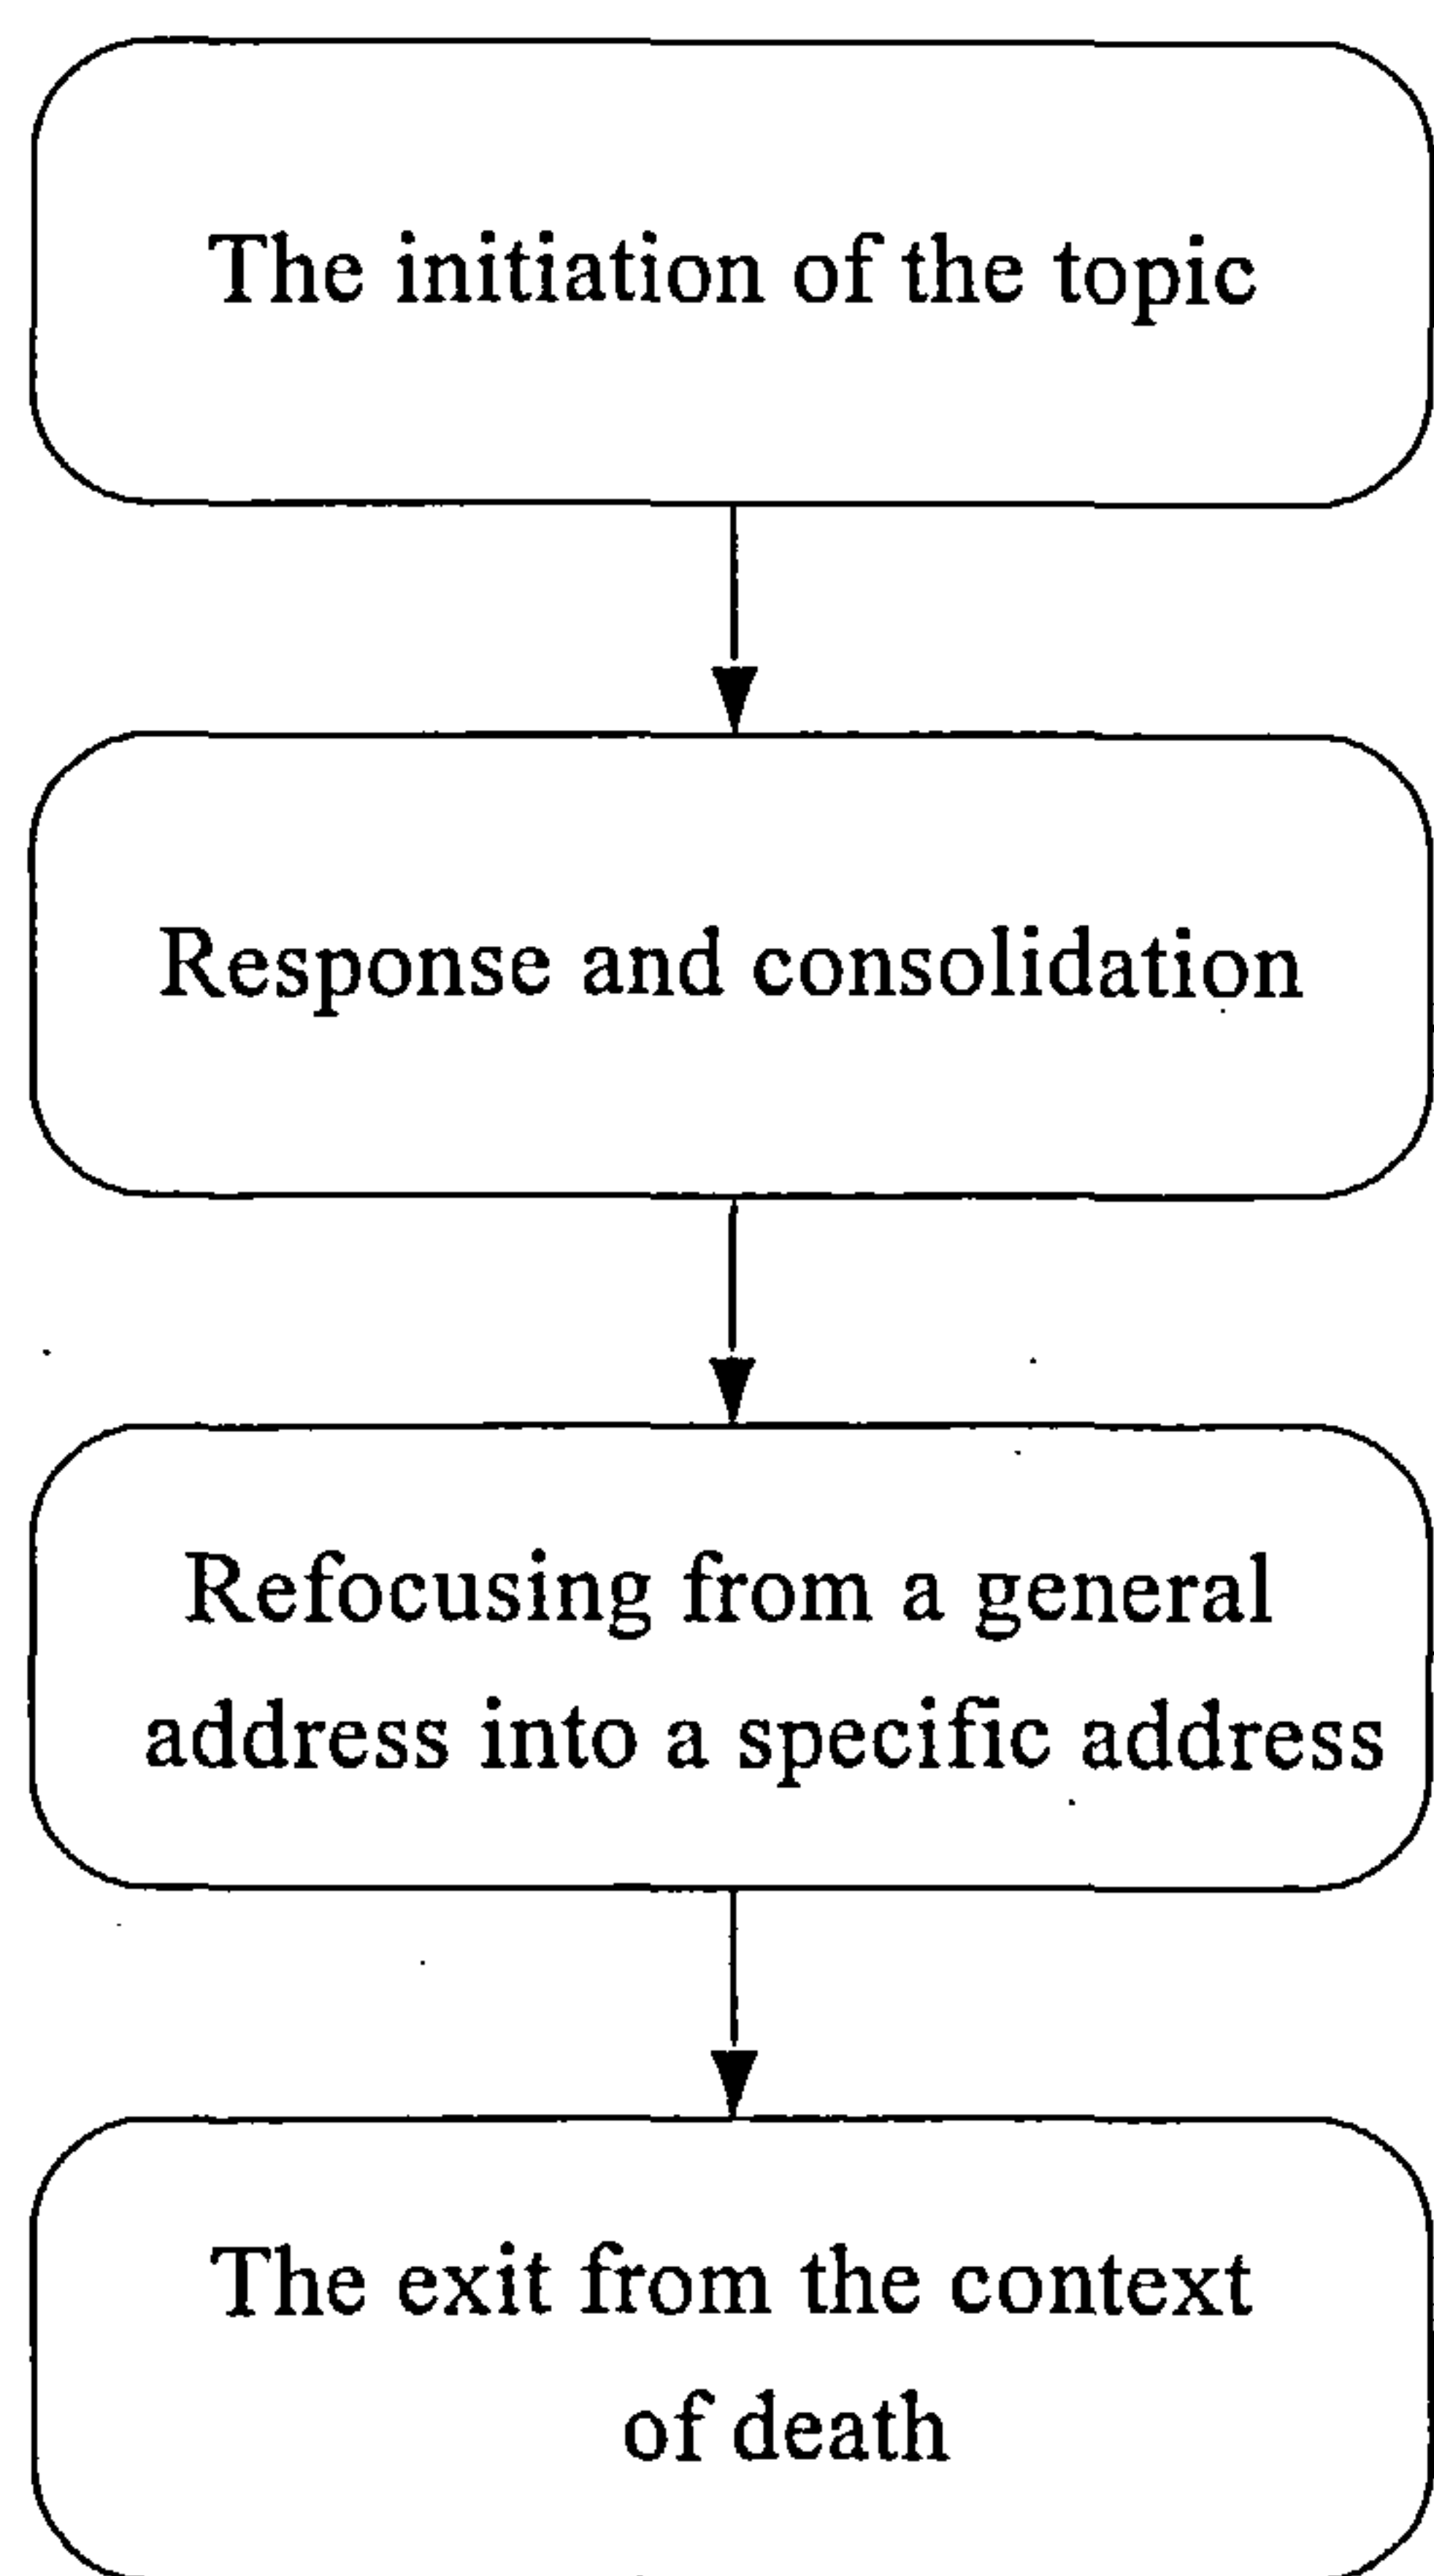 The initiation of the topic
Response and consolidation
Refocusing from a general
address into a specific address
The exit from the context
of death